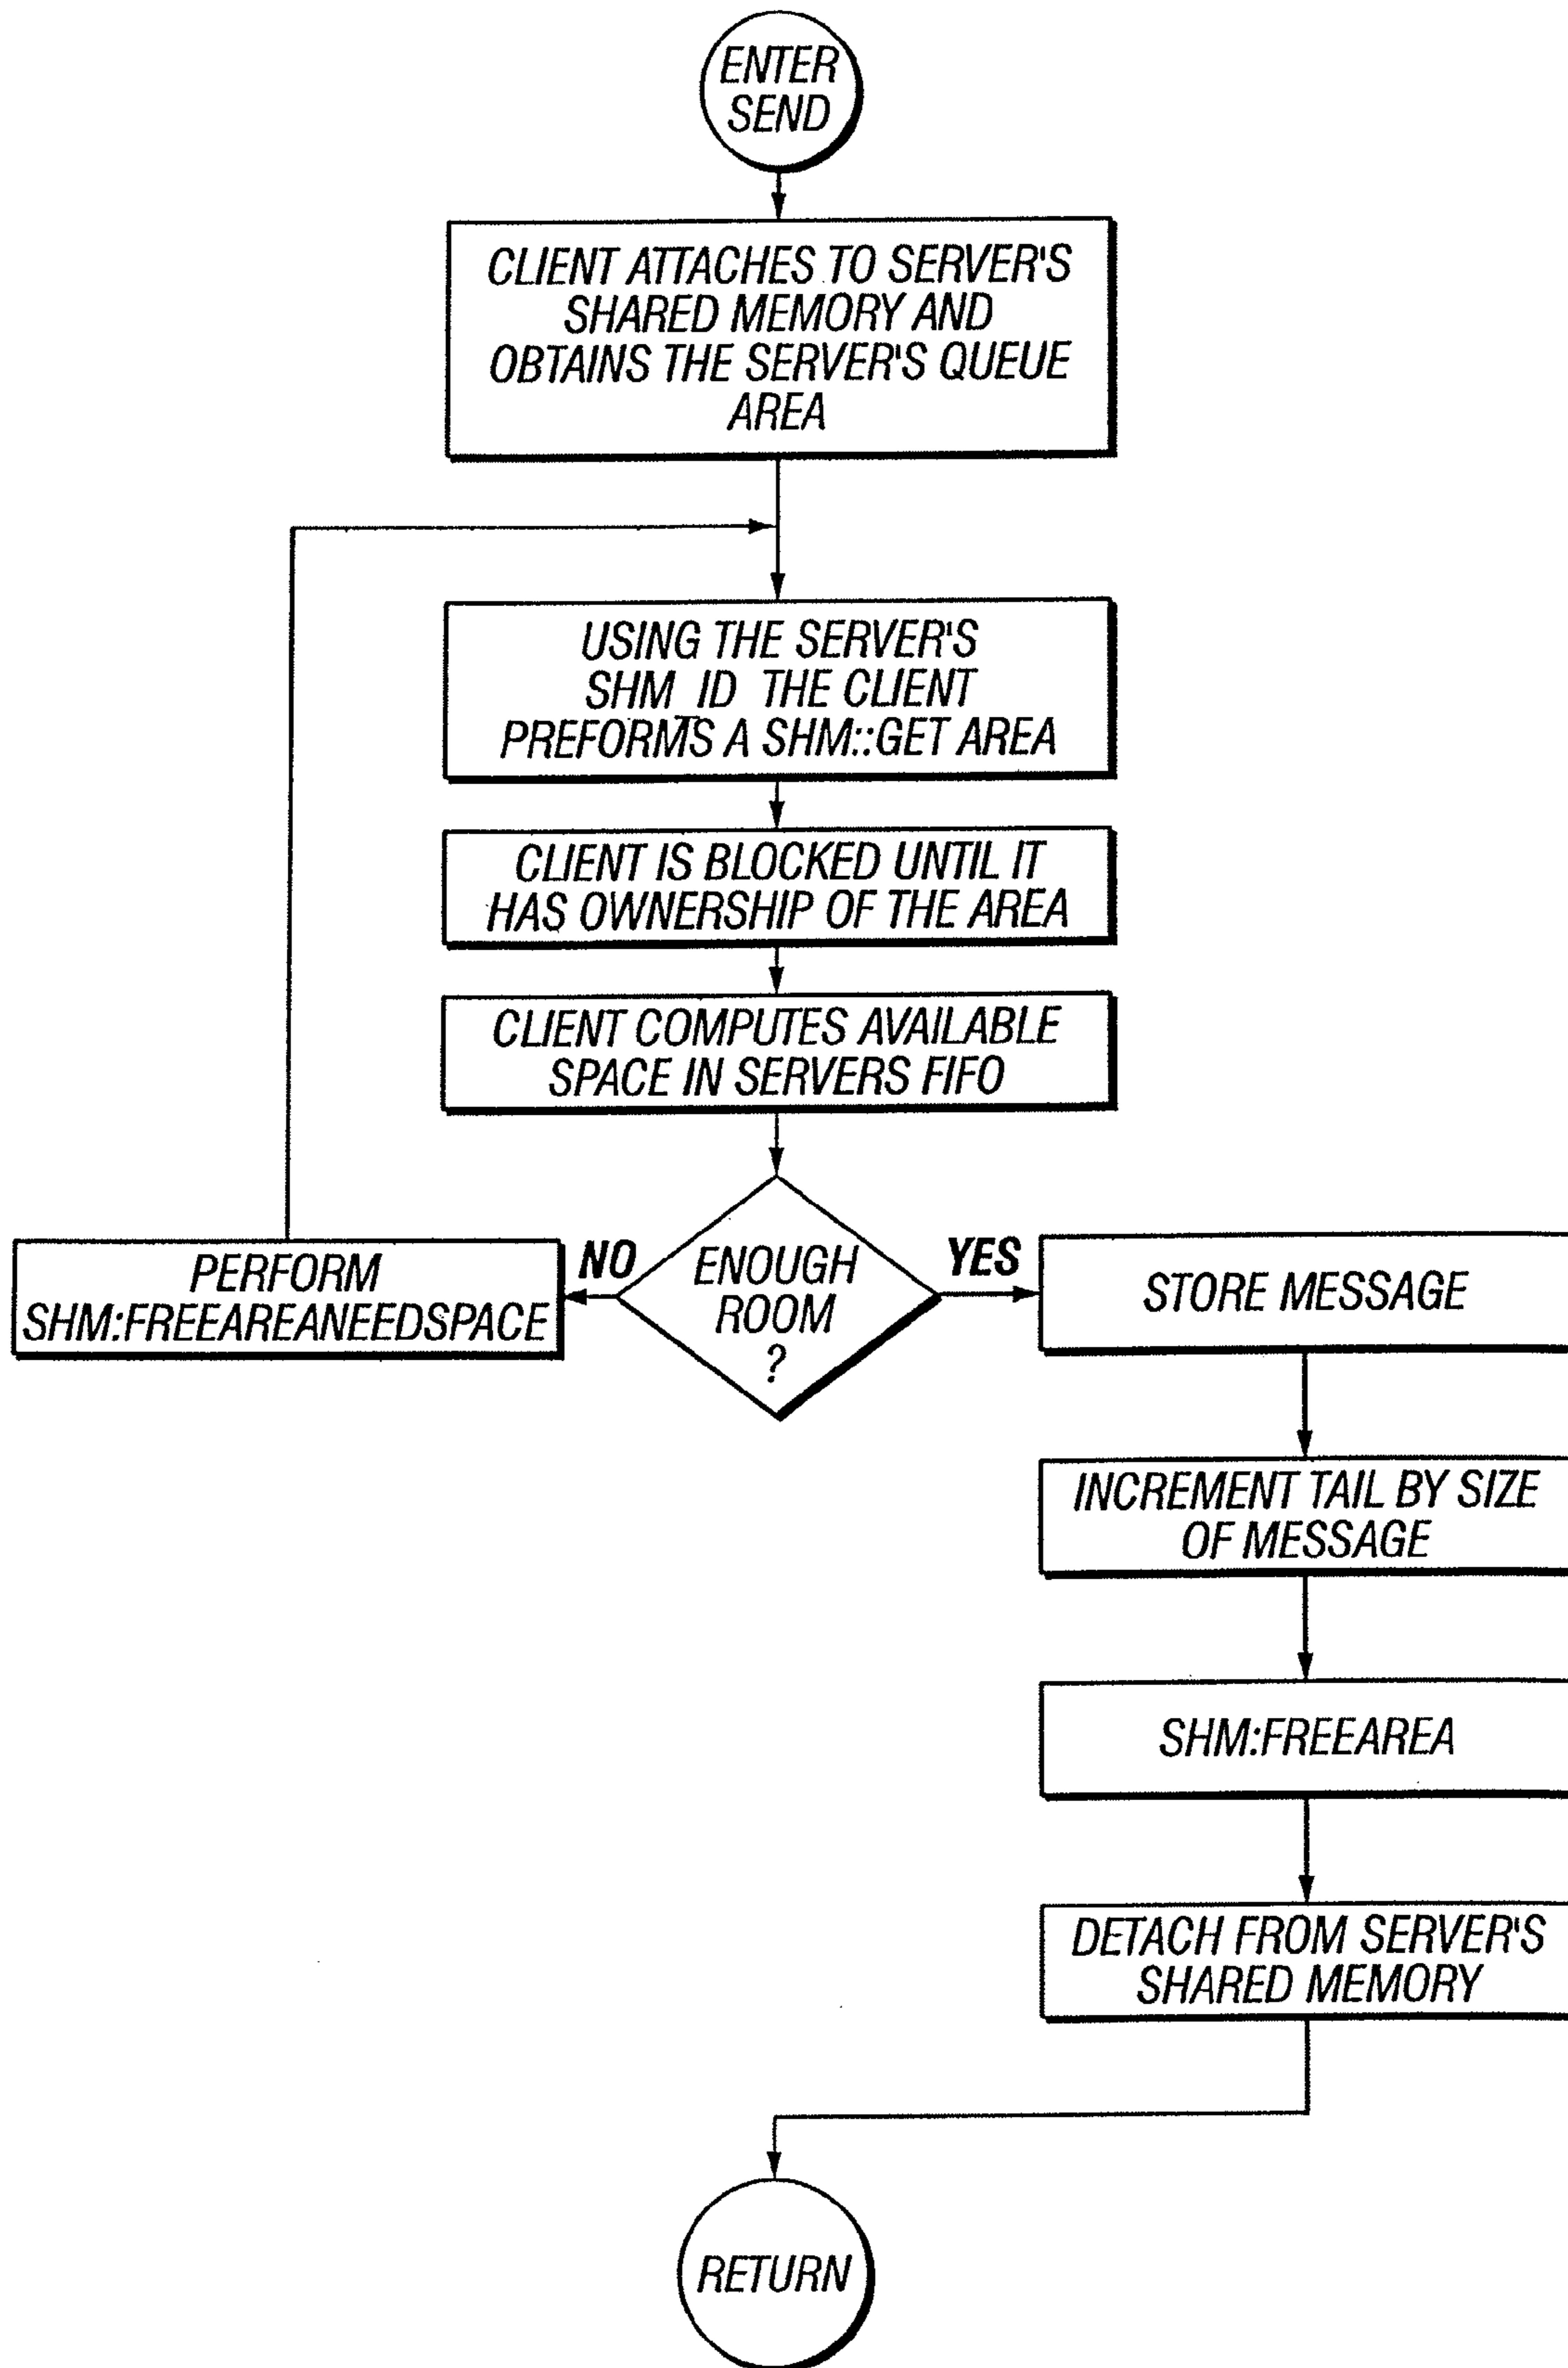 ENTER
SEND
CLIENT ATTACHES TO SERVER'S
SHARED MEMORY AND
OBTAINS THE SERVER'S QUEUE
AREA
USING THE SERVER'S
SHM_ID THE CLIENT
PREFORMS A SHM::GET AREA
CLIENT IS BLOCKED UNTIL IT
HAS OWNERSHIP OF THE AREA
CLIENT COMPUTES AVAILABLE
SPACE IN SERVERS FIFO
ENOUGH
ROOM
?
NO
PERFORM
SHM:FREEAREANEEDSPACE
YES
STORE MESSAGE
INCREMENT TAIL BY SIZE
OF MESSAGE
SHM:FREEAREA
DETACH FROM SERVER'S
SHARED MEMORY
RETURN